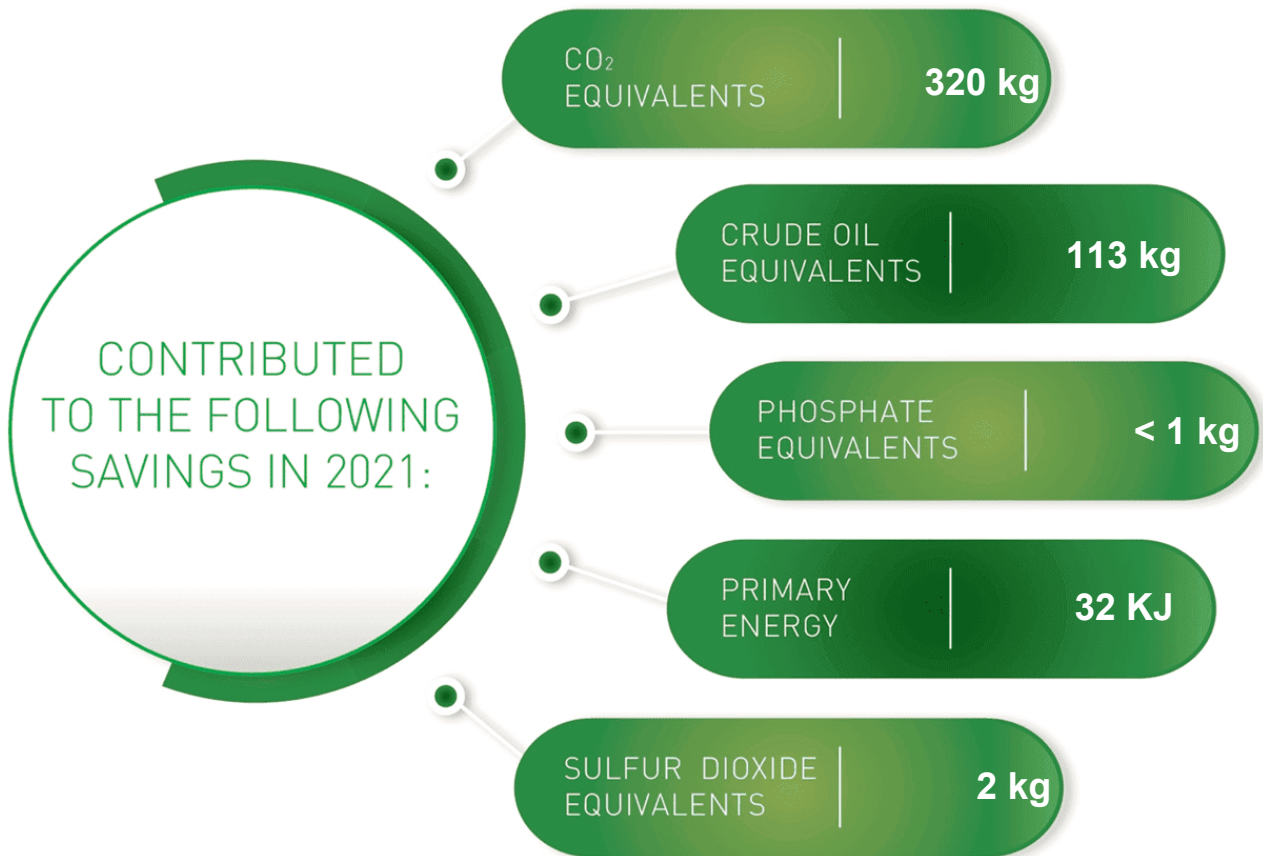 CONTRIBUTED
TO THE FOLLOWING
SAVINGS IN 2021:
CO₂
EQUIVALENTS
320 kg
CRUDE OIL
EQUIVALENTS
113 kg
PHOSPHATE
EQUIVALENTS
< 1 kg
PRIMARY
ENERGY
32 KJ
SULFUR DIOXIDE
EQUIVALENTS
2 kg